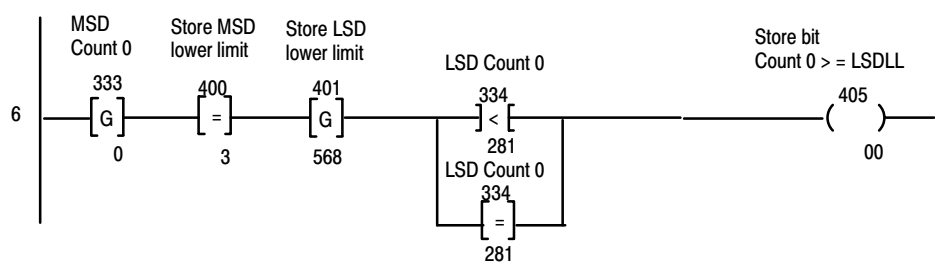 MSD
Count 0
333
G
0
Store MSD
lower limit
400
=
3
Store LSD
lower limit
401
G
568
LSD Count 0
334
<
281
LSD Count 0
334
=
281
Store bit
Count 0 > = LSDLL
405
00
6